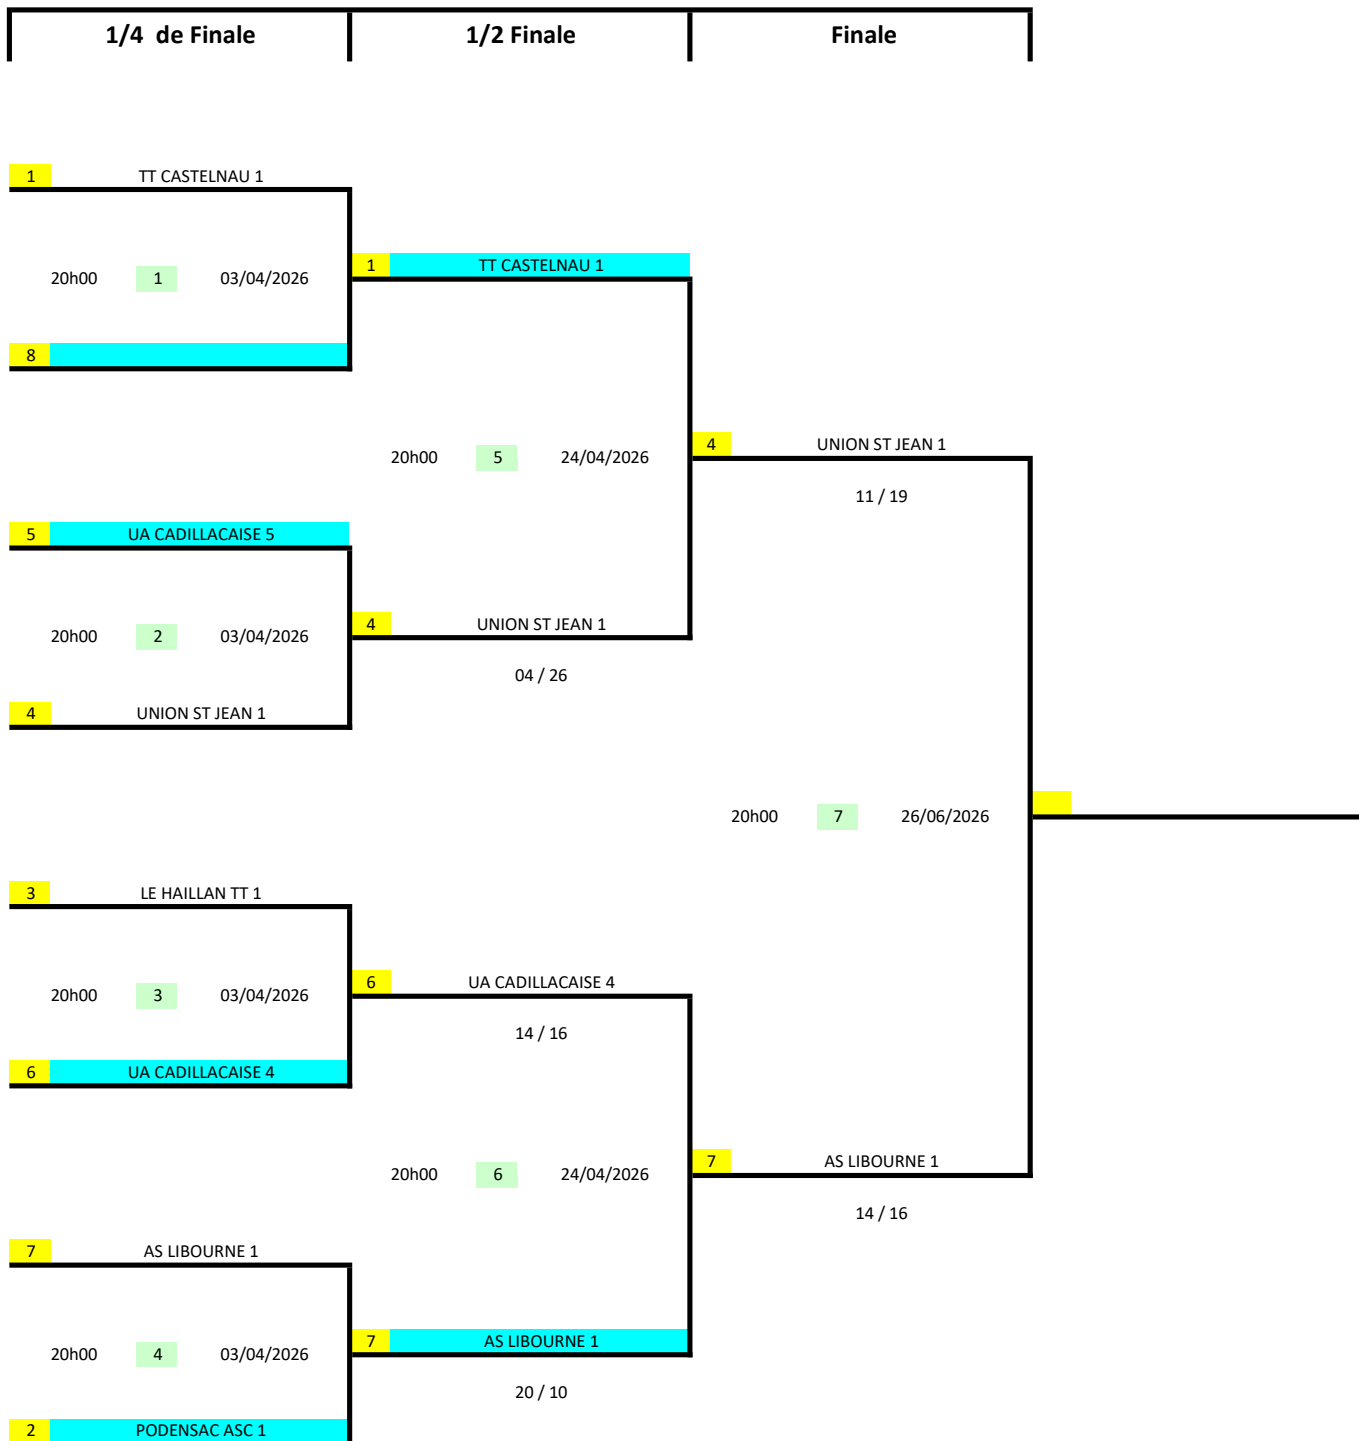 1/4 de Finale 1/2 Finale Finale
1 TT CASTELNAU 1
1 TT CASTELNAU 1
20h00 1 03/04/2026
8
4 UNION ST JEAN 1
20h00 5 24/04/2026
11 / 19
5 UA CADILLACAISE 5
4 UNION ST JEAN 1
20h00 2 03/04/2026
04 / 26
4 UNION ST JEAN 1
20h00 7 26/06/2026
3 LE HAILLAN TT 1
6 UA CADILLACAISE 4
20h00 3 03/04/2026
14 / 16
6 UA CADILLACAISE 4
7 AS LIBOURNE 1
20h00 6 24/04/2026
14 / 16
7 AS LIBOURNE 1
7 AS LIBOURNE 1
20h00 4 03/04/2026
20 / 10
2 PODENSAC ASC 1